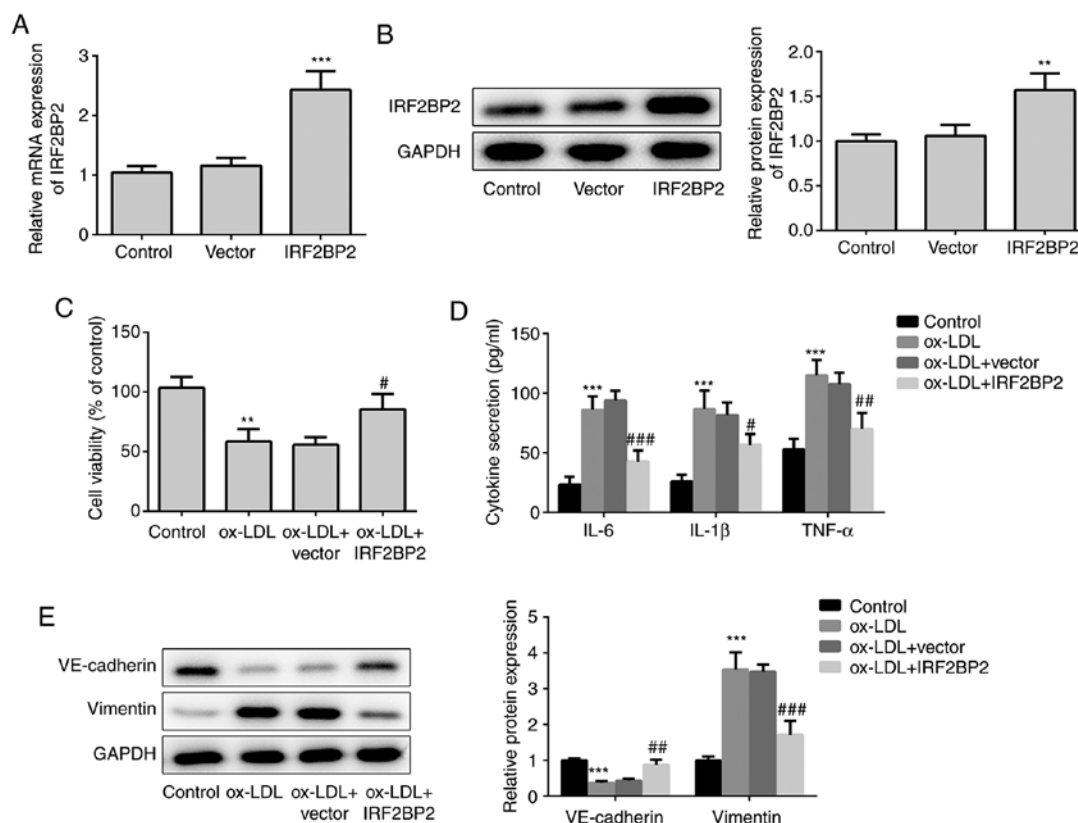 A
Relative mRNA expression
of IRF2BP2
3
2
1
0
***
Control Vector IRF2BP2
B
IRF2BP2
GAPDH
Control Vector IRF2BP2
Relative protein expression
of IRF2BP2
2.0
1.5
1.0
0.5
0.0
**
Control Vector IRF2BP2
C
Cell viability (% of control)
150
100
50
0
**
#
Control ox-LDL ox-LDL+ ox-LDL+
vector IRF2BP2
D
Cytokine secretion (pg/ml)
150
100
50
0
***
###
***
#
***
##
IL-6 IL-1β TNF-α
Control
ox-LDL
ox-LDL+vector
ox-LDL+IRF2BP2
E
VE-cadherin
Vimentin
GAPDH
Control ox-LDL ox-LDL+ ox-LDL+
vector IRF2BP2
Relative protein expression
5
4
3
2
1
0
***
##
***
###
VE-cadherin Vimentin
Control
ox-LDL
ox-LDL+vector
ox-LDL+IRF2BP2